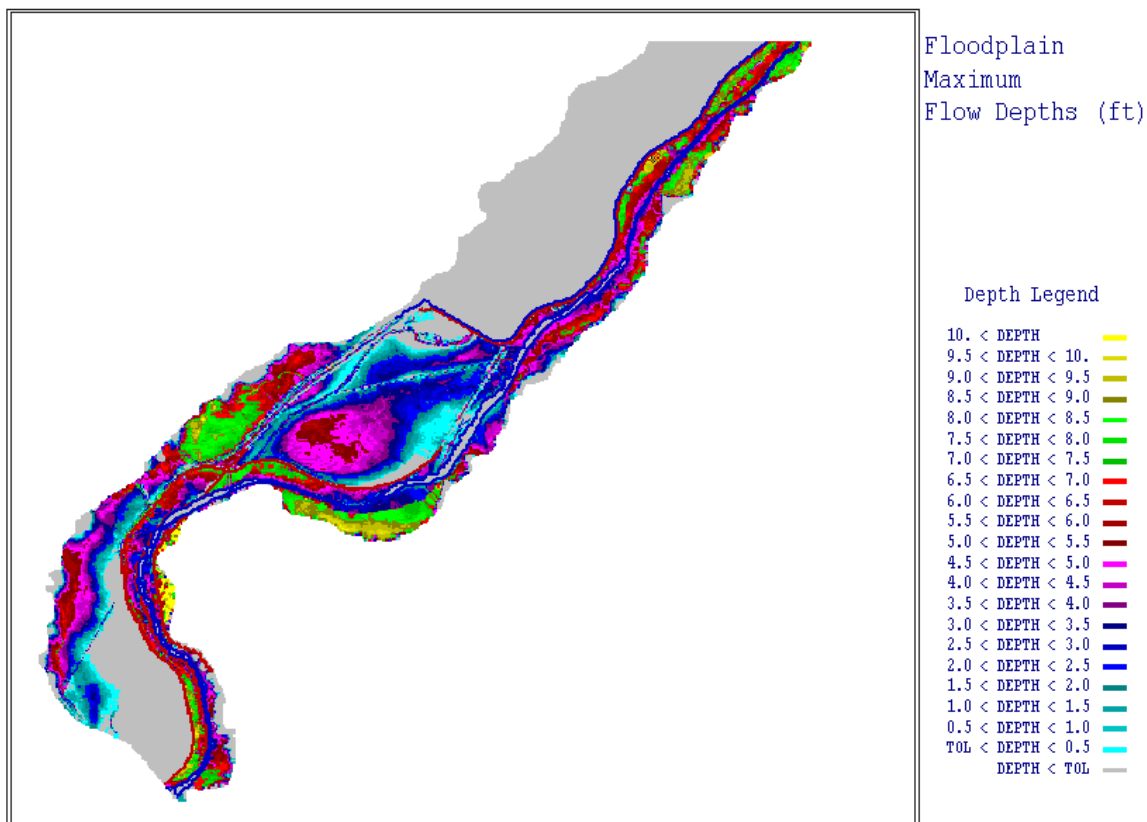 Floodplain
Maximum
Flow Depths (ft)
Depth Legend
10. < DEPTH
9.5 < DEPTH < 10.
9.0 < DEPTH < 9.5
8.5 < DEPTH < 9.0
8.0 < DEPTH < 8.5
7.5 < DEPTH < 8.0
7.0 < DEPTH < 7.5
6.5 < DEPTH < 7.0
6.0 < DEPTH < 6.5
5.5 < DEPTH < 6.0
5.0 < DEPTH < 5.5
4.5 < DEPTH < 5.0
4.0 < DEPTH < 4.5
3.5 < DEPTH < 4.0
3.0 < DEPTH < 3.5
2.5 < DEPTH < 3.0
2.0 < DEPTH < 2.5
1.5 < DEPTH < 2.0
1.0 < DEPTH < 1.5
0.5 < DEPTH < 1.0
TOL < DEPTH < 0.5
DEPTH < TOL